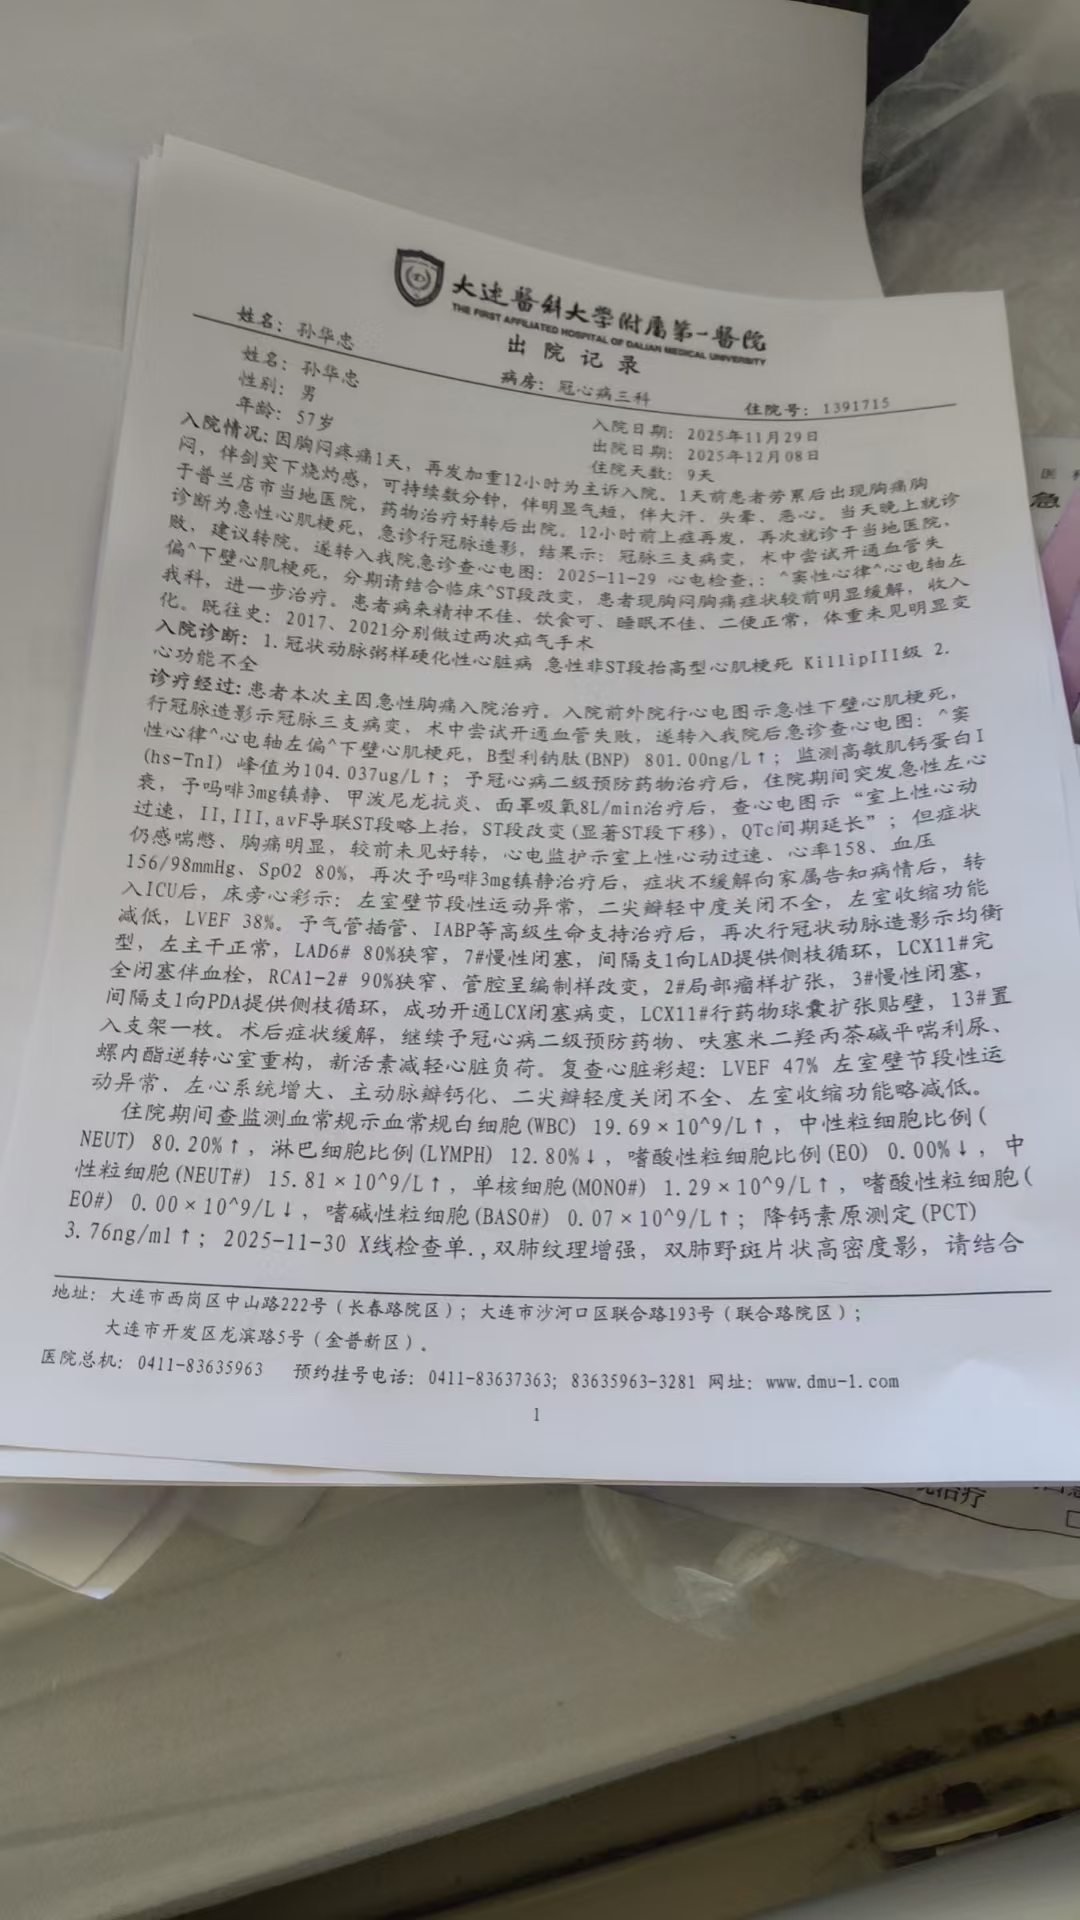 大连医科大学附属第一医院
THE FIRST AFFILIATED HOSPITAL OF DALIAN MEDICAL UNIVERSITY
出院记录
姓名：孙华忠 病房：冠心病三科 住院号：1391715
姓名：孙华忠 入院日期：2025年11月29日
性别：男 出院日期：2025年12月08日
年龄：57岁 住院天数：9天
入院情况：因胸闷疼痛1天，再发加重12小时为主诉入院。1天前患者劳累后出现胸痛胸
闷，伴剑突下烧灼感，可持续数分钟，伴明显气短，伴大汗、头晕、恶心。当天晚上就诊
于普兰店市当地医院，药物治疗好转后出院。12小时前上症再发，再次就诊于当地医院，
诊断为急性心肌梗死，急诊行冠脉造影，结果示：冠脉三支病变，术中尝试开通血管失
败，建议转院。遂转入我院急诊查心电图：2025-11-29 心电检查,：^窦性心律^心电轴左
偏^下壁心肌梗死，分期请结合临床^ST段改变，患者现胸闷胸痛症状较前明显缓解，收入
我科，进一步治疗。患者病来精神不佳、饮食可、睡眠不佳、二便正常，体重未见明显变
化。既往史：2017、2021分别做过两次疝气手术
入院诊断：1.冠状动脉粥样硬化性心脏病 急性非ST段抬高型心肌梗死 KillipIII级 2.
心功能不全
诊疗经过：患者本次主因急性胸痛入院治疗。入院前外院行心电图示急性下壁心肌梗死，
行冠脉造影示冠脉三支病变，术中尝试开通血管失败，遂转入我院后急诊查心电图：^窦
性心律^心电轴左偏^下壁心肌梗死，B型利钠肽(BNP) 801.00ng/L↑；监测高敏肌钙蛋白I
(hs-TnI) 峰值为104.037ug/L↑；予冠心病二级预防药物治疗后，住院期间突发急性左心
衰，予吗啡3mg镇静、甲泼尼龙抗炎、面罩吸氧8L/min治疗后，查心电图示“室上性心动
过速，II,III,avF导联ST段略上抬，ST段改变(显著ST段下移)，QTc间期延长”；但症状
仍感喘憋、胸痛明显，较前未见好转，心电监护示室上性心动过速、心率158、血压
156/98mmHg、SpO2 80%，再次予吗啡3mg镇静治疗后，症状不缓解向家属告知病情后，转
入ICU后，床旁心彩示：左室壁节段性运动异常，二尖瓣轻中度关闭不全，左室收缩功能
减低，LVEF 38%。予气管插管、IABP等高级生命支持治疗后，再次行冠状动脉造影示均衡
型，左主干正常，LAD6# 80%狭窄，7#慢性闭塞，间隔支1向LAD提供侧枝循环，LCX11#完
全闭塞伴血栓，RCA1-2# 90%狭窄、管腔呈编制样改变，2#局部瘤样扩张，3#慢性闭塞，
间隔支1向PDA提供侧枝循环，成功开通LCX闭塞病变，LCX11#行药物球囊扩张贴壁，13#置
入支架一枚。术后症状缓解，继续予冠心病二级预防药物、呋塞米二羟丙茶碱平喘利尿、
螺内酯逆转心室重构，新活素减轻心脏负荷。复查心脏彩超：LVEF 47% 左室壁节段性运
动异常、左心系统增大、主动脉瓣钙化、二尖瓣轻度关闭不全、左室收缩功能略减低。
住院期间查监测血常规示血常规白细胞(WBC) 19.69×10^9/L↑，中性粒细胞比例(
NEUT) 80.20%↑，淋巴细胞比例(LYMPH) 12.80%↓，嗜酸性粒细胞比例(EO) 0.00%↓，中
性粒细胞(NEUT#) 15.81×10^9/L↑，单核细胞(MONO#) 1.29×10^9/L↑，嗜酸性粒细胞(
EO#) 0.00×10^9/L↓，嗜碱性粒细胞(BASO#) 0.07×10^9/L↑；降钙素原测定(PCT)
3.76ng/ml↑；2025-11-30 X线检查单.,双肺纹理增强，双肺野斑片状高密度影，请结合
地址：大连市西岗区中山路222号（长春路院区）；大连市沙河口区联合路193号（联合路院区）；
大连市开发区龙滨路5号（金普新区）。
医院总机：0411-83635963 预约挂号电话：0411-83637363；83635963-3281 网址：www.dmu-1.com
1
医科
急
治疗